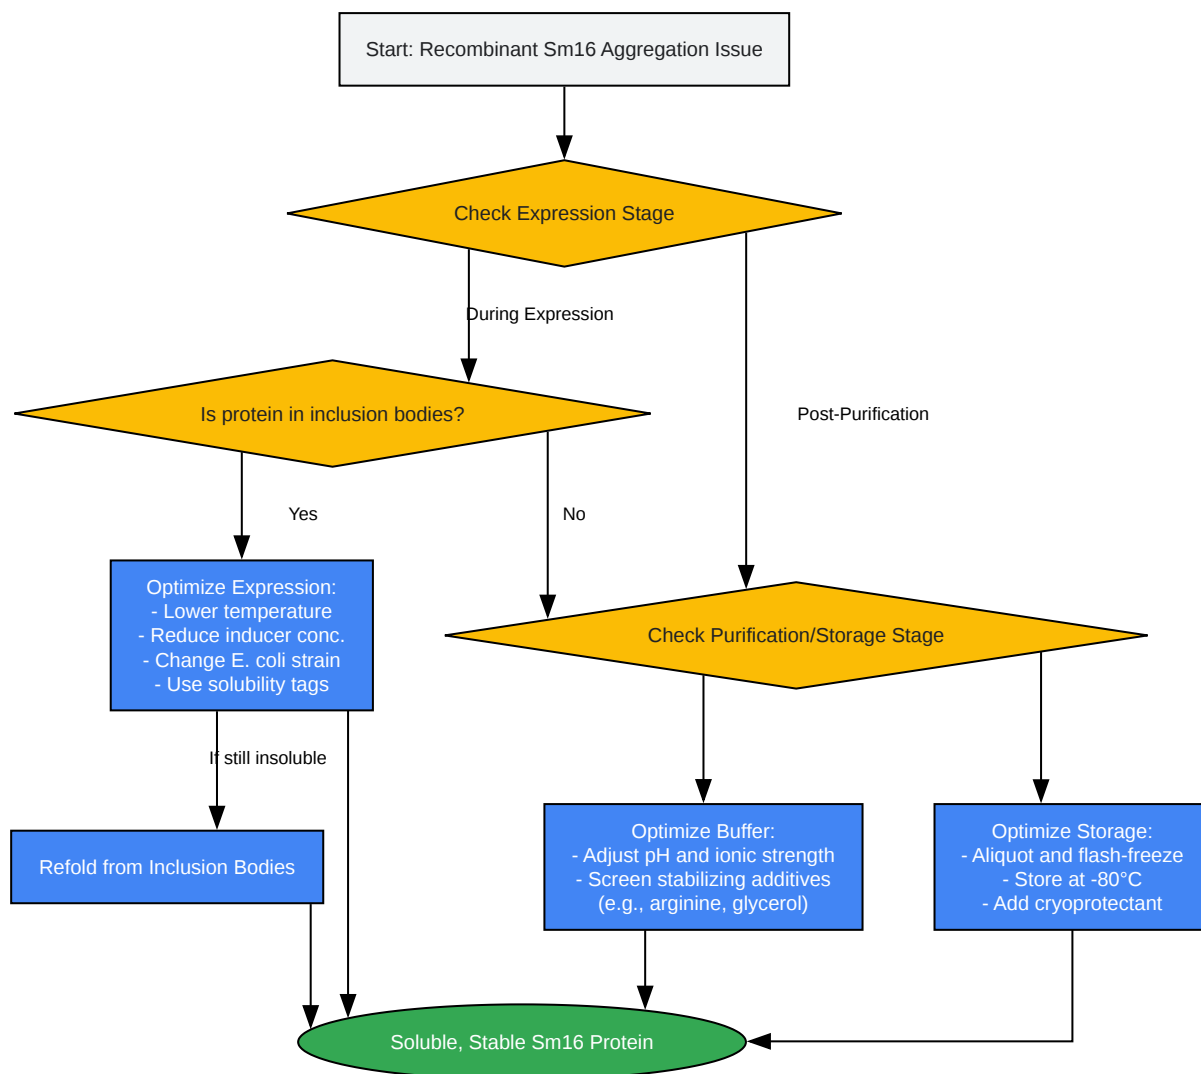 Start: Recombinant Sm16 Aggregation Issue
Check Expression Stage
During Expression
Is protein in inclusion bodies?
Post-Purification
Yes
No
Optimize Expression:
- Lower temperature
- Reduce inducer conc.
- Change E. coli strain
- Use solubility tags
Check Purification/Storage Stage
If still insoluble
Refold from Inclusion Bodies
Optimize Buffer:
- Adjust pH and ionic strength
- Screen stabilizing additives
(e.g., arginine, glycerol)
Optimize Storage:
- Aliquot and flash-freeze
- Store at -80°C
- Add cryoprotectant
Soluble, Stable Sm16 Protein